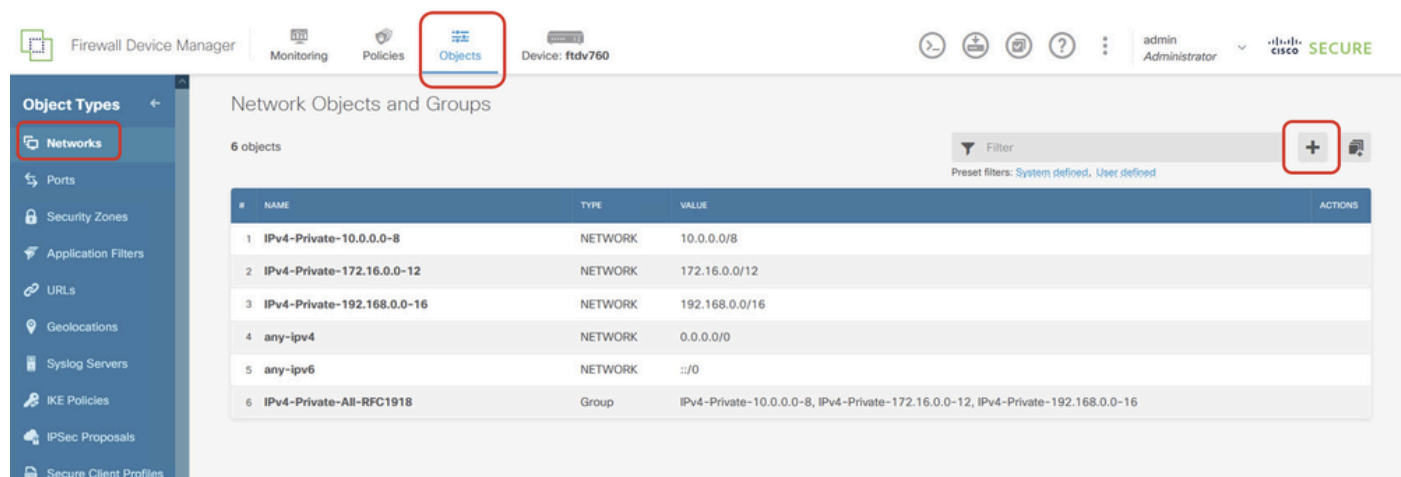 Firewall Device Manager
Monitoring
Policies
Objects
Device: ftdv760
admin
Administrator
CISCO SECURE
Object Types
Networks
Ports
Security Zones
Application Filters
URLs
Geolocations
Syslog Servers
IKE Policies
IPSec Proposals
Secure Client Profiles
Network Objects and Groups
6 objects
Filter
Preset filters: System defined, User defined
# NAME TYPE VALUE ACTIONS
1 IPv4-Private-10.0.0.0-8 NETWORK 10.0.0.0/8
2 IPv4-Private-172.16.0.0-12 NETWORK 172.16.0.0/12
3 IPv4-Private-192.168.0.0-16 NETWORK 192.168.0.0/16
4 any-ipv4 NETWORK 0.0.0.0/0
5 any-ipv6 NETWORK ::/0
6 IPv4-Private-All-RFC1918 Group IPv4-Private-10.0.0.0-8, IPv4-Private-172.16.0.0-12, IPv4-Private-192.168.0.0-16